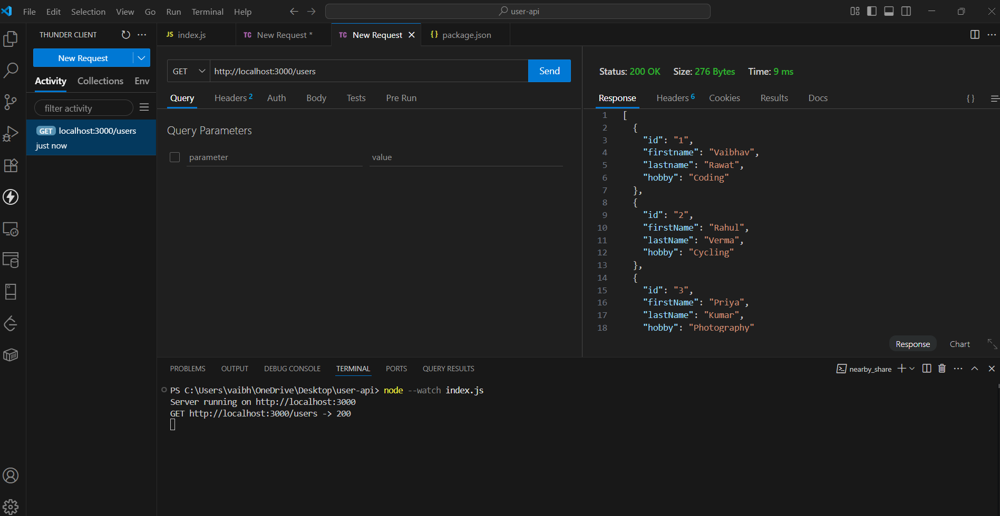 File Edit Selection View Go Run Terminal Help
user-api
THUNDER CLIENT
New Request
Activity Collections Env
filter activity
GET localhost:3000/users
just now
JS index.js
TC New Request *
TC New Request
{} package.json
GET http://localhost:3000/users Send
Query Headers 2 Auth Body Tests Pre Run
Query Parameters
parameter value
Status: 200 OK Size: 276 Bytes Time: 9 ms
Response Headers 6 Cookies Results Docs { }
1 [
2 {
3 "id": "1",
4 "firstname": "Vaibhav",
5 "lastname": "Rawat",
6 "hobby": "Coding"
7 },
8 {
9 "id": "2",
10 "firstName": "Rahul",
11 "lastName": "Verma",
12 "hobby": "Cycling"
13 },
14 {
15 "id": "3",
16 "firstName": "Priya",
17 "lastName": "Kumar",
18 "hobby": "Photography"
Response Chart
PROBLEMS OUTPUT DEBUG CONSOLE TERMINAL PORTS QUERY RESULTS
nearby_share
PS C:\Users\vaibh\OneDrive\Desktop\user-api> node --watch index.js
Server running on http://localhost:3000
GET http://localhost:3000/users -> 200